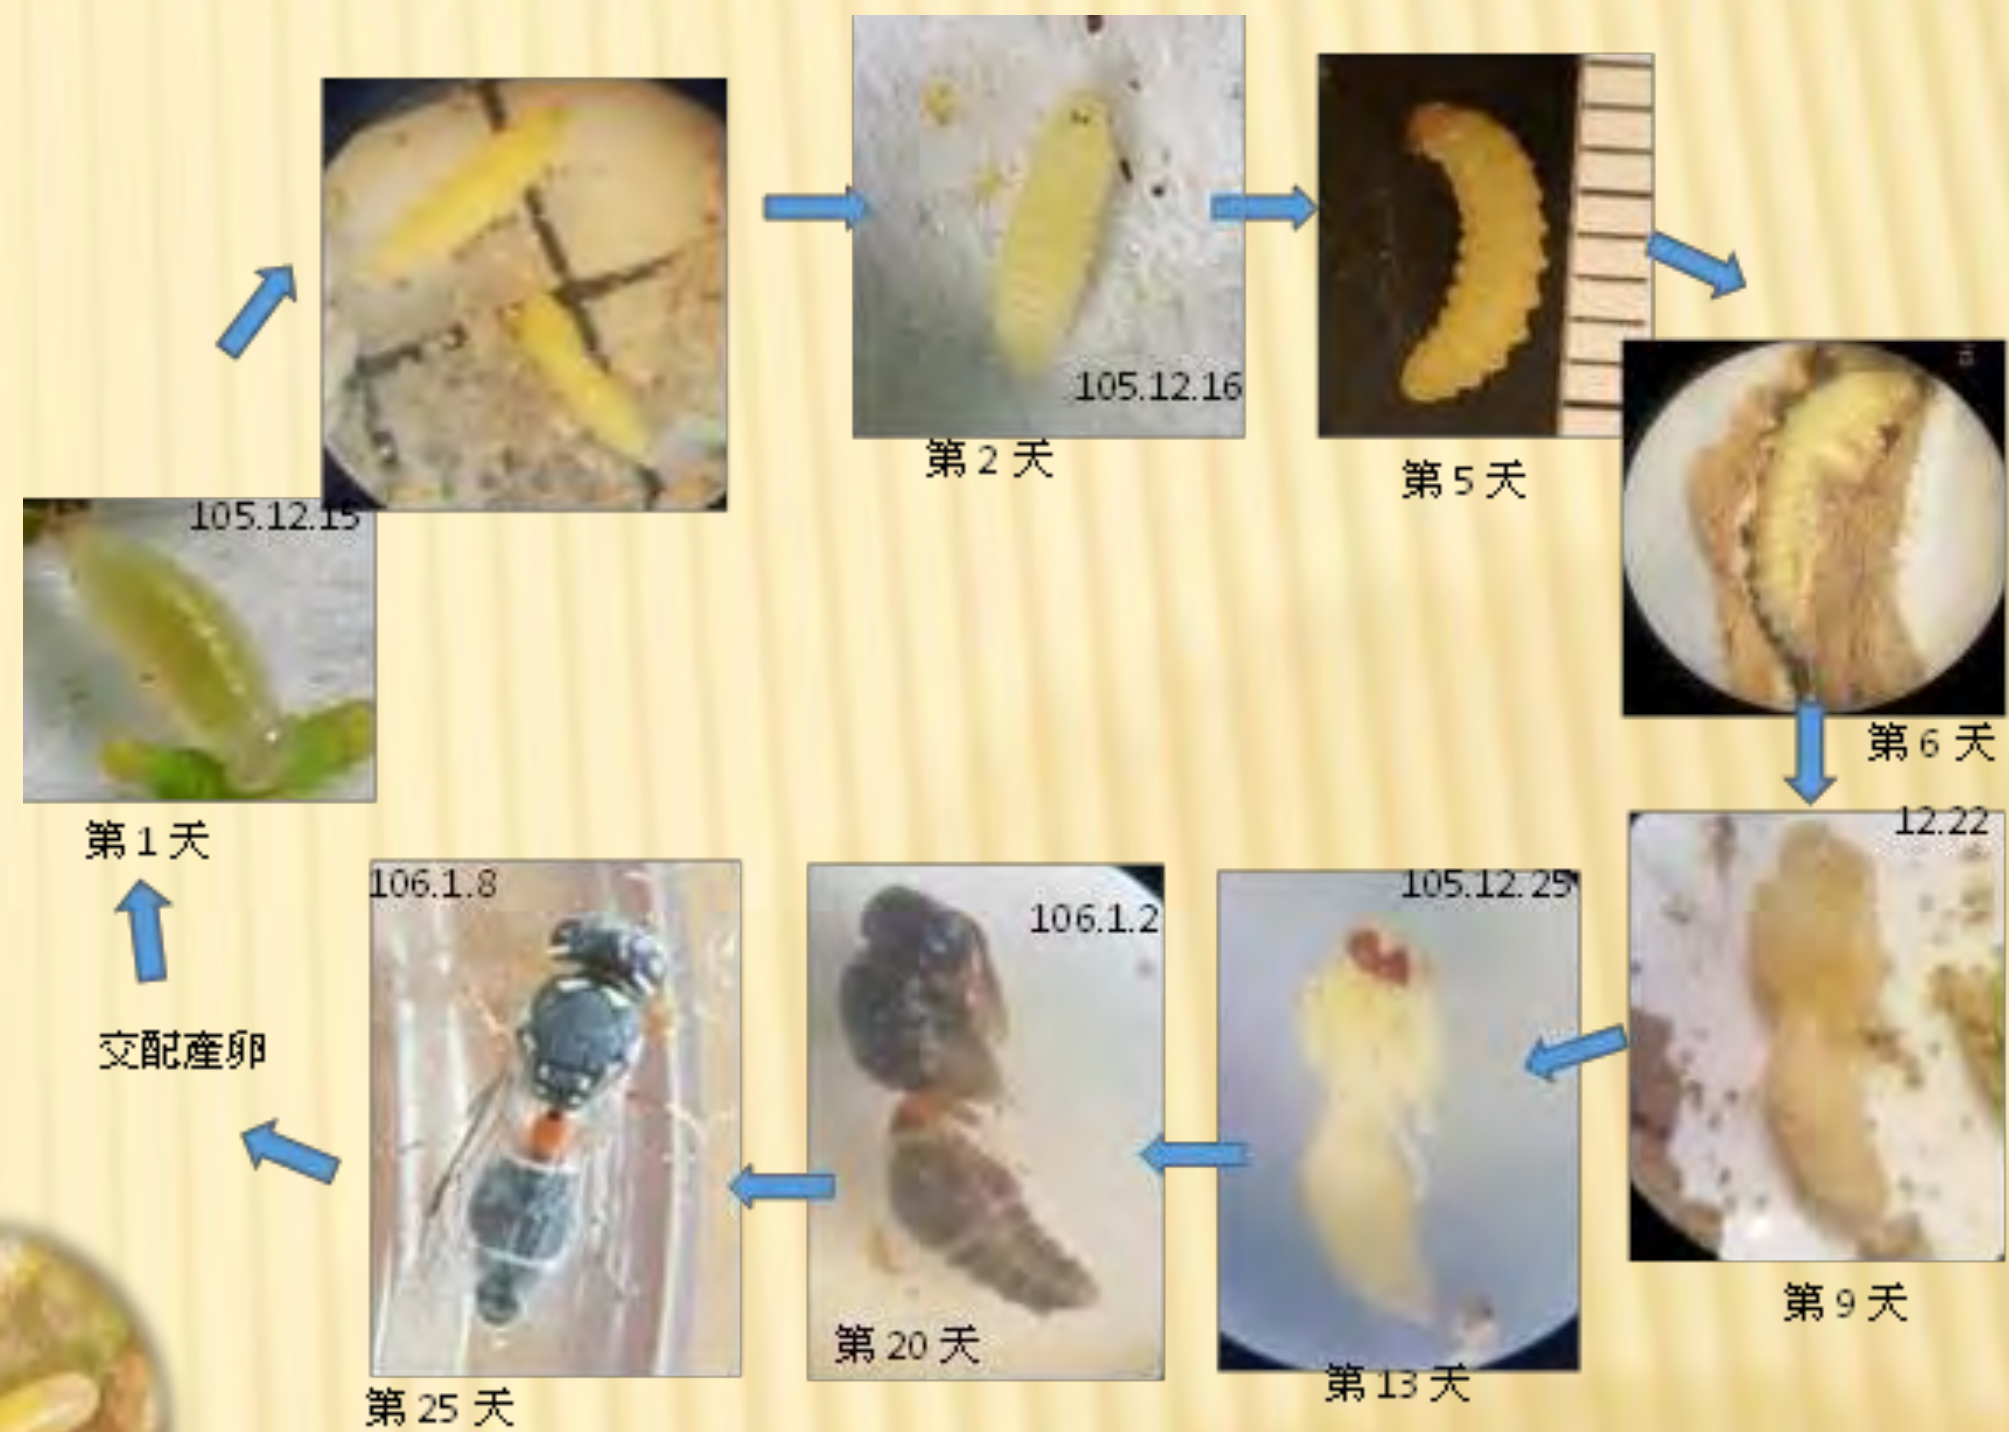 105.12.15
第 1 天
105.12.16
第 2 天
第 5 天
第 6 天
12.22
第 9 天
105.12.25
第 13 天
106.1.2
第 20 天
106.1.8
第 25 天
交配產卵